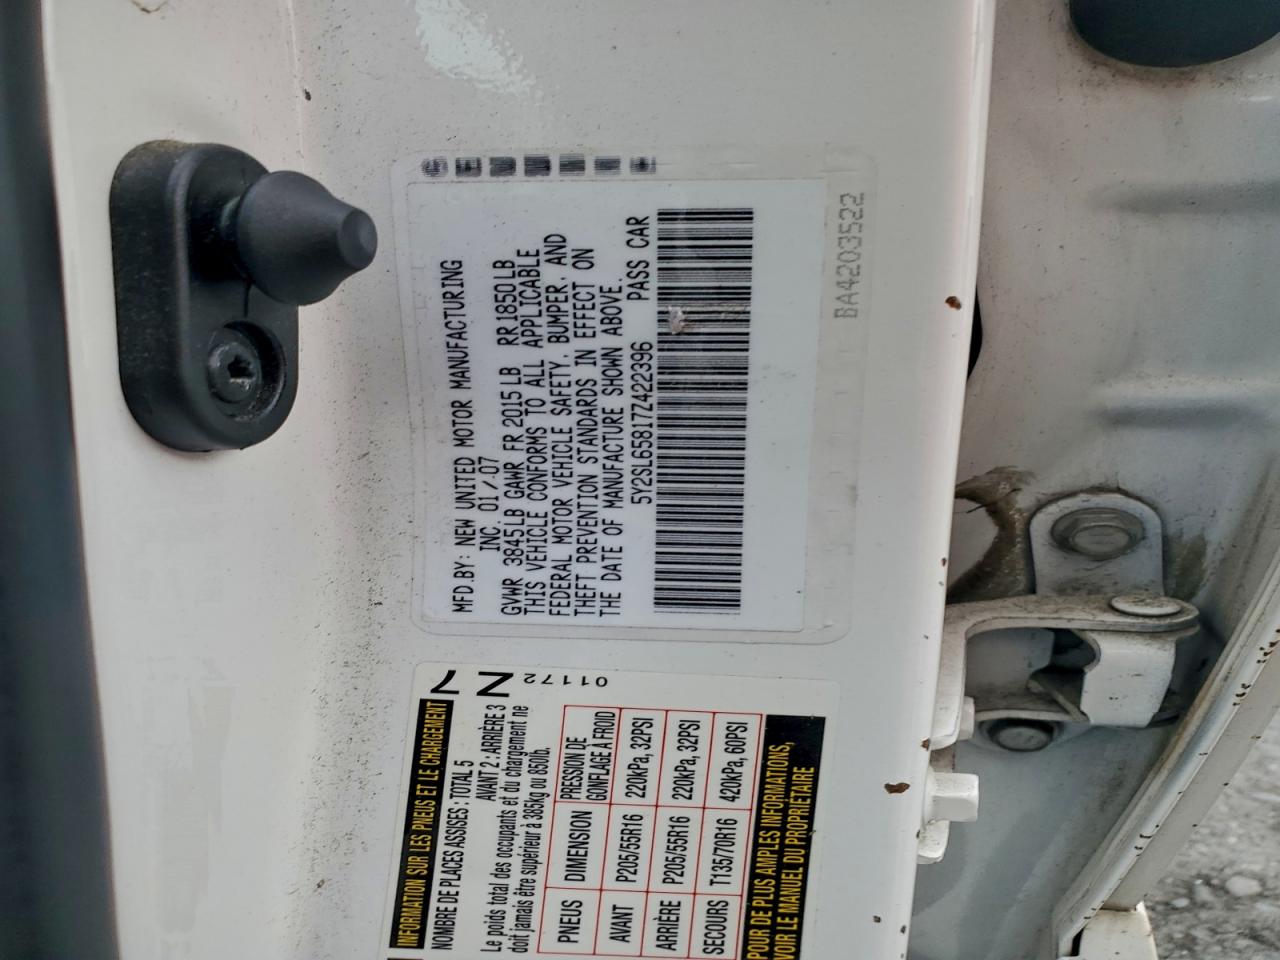 MFD.BY: NEW UNITED MOTOR MANUFACTURING
INC. 01/07
GVWR 3845LB GAWR FR 2015LB RR 1850LB
THIS VEHICLE CONFORMS TO ALL APPLICABLE
FEDERAL MOTOR VEHICLE SAFETY, BUMPER, AND
THEFT PREVENTION STANDARDS IN EFFECT ON
THE DATE OF MANUFACTURE SHOWN ABOVE.
5Y2SL65817Z422396 PASS CAR
BA4203522
INFORMATION SUR LES PNEUS ET LE CHARGEMENT
NOMBRE DE PLACES ASSISES : TOTAL 5
AVANT 2 : ARRIÈRE 3
Le poids total des occupants et du chargement ne
doit jamais être supérieur à 385kg ou 850lb.
PNEUS DIMENSION PRESSION DE GONFLAGE À FROID
AVANT P205/55R16 220kPa, 32PSI
ARRIÈRE P205/55R16 220kPa, 32PSI
SECOURS T135/70R16 420kPa, 60PSI
POUR DE PLUS AMPLES INFORMATIONS,
VOIR LE MANUEL DU PROPRIÉTAIRE
01172